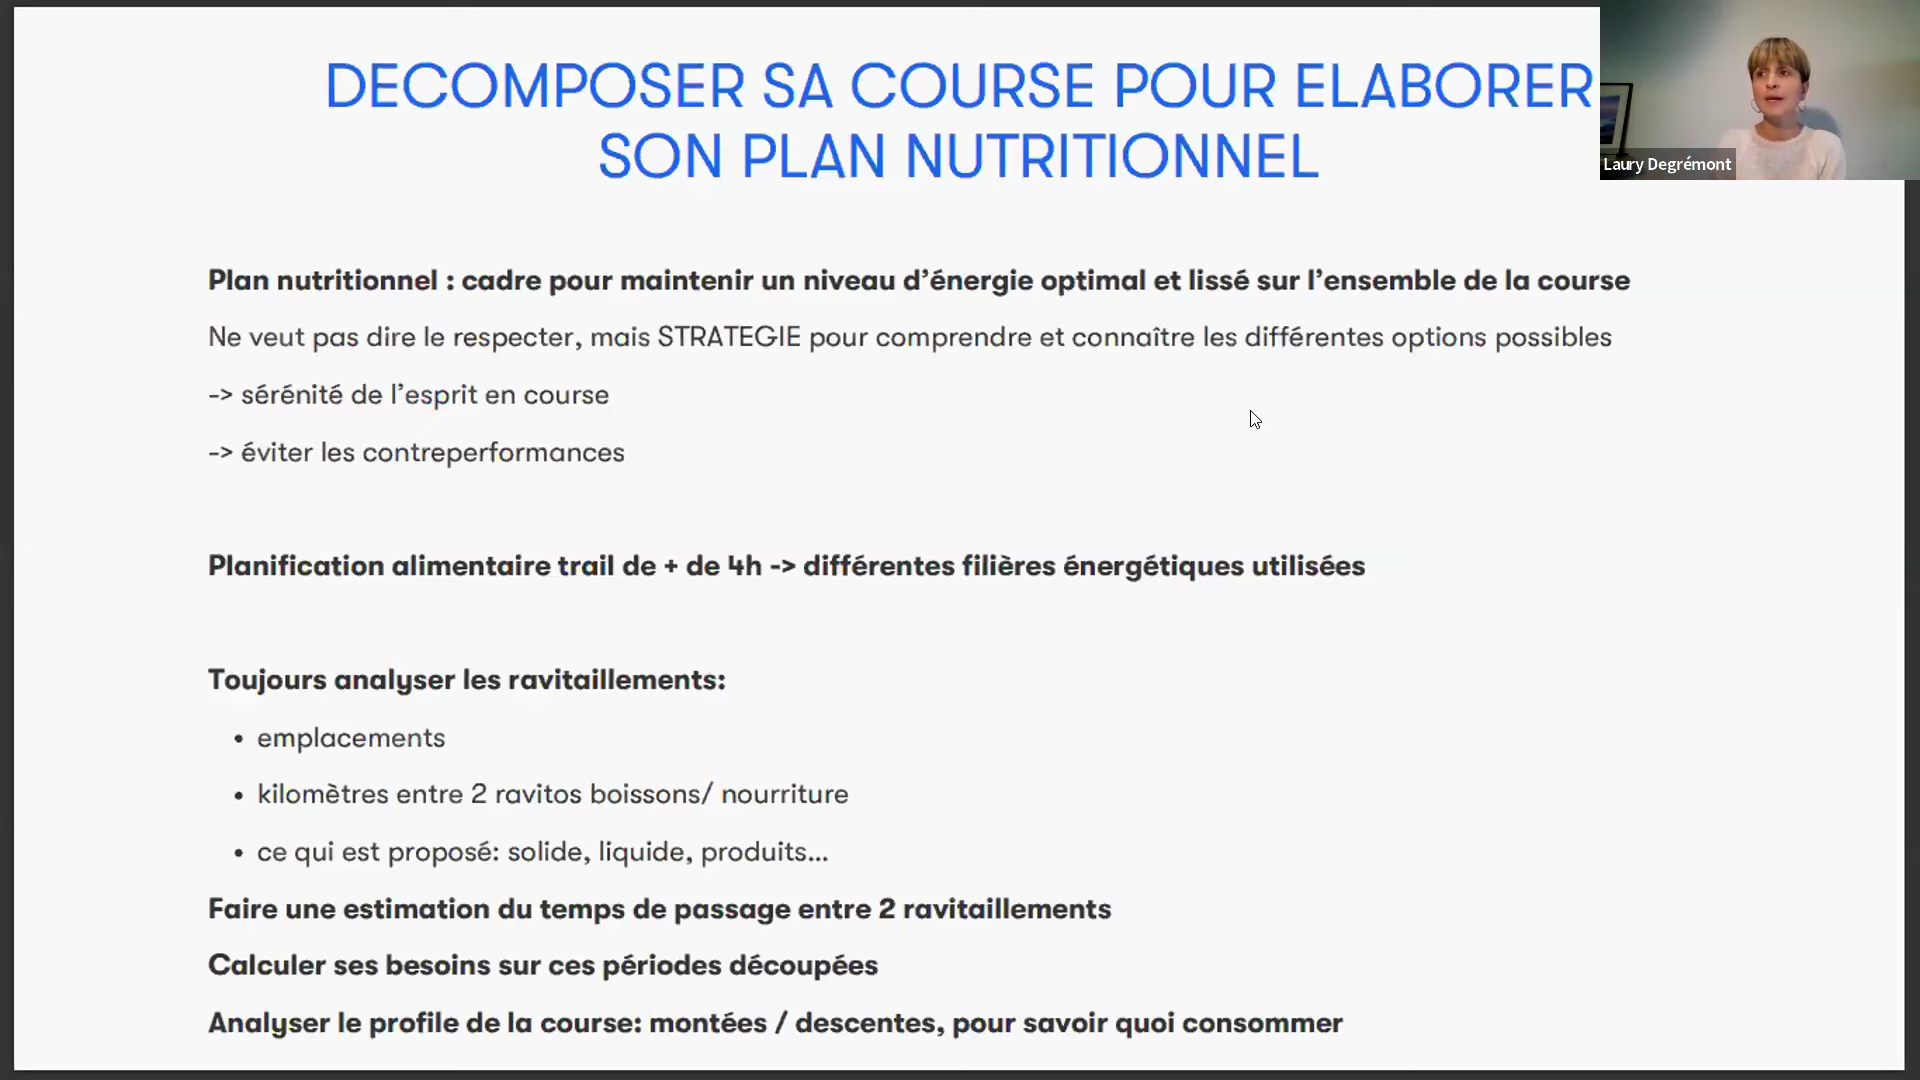 DECOMPOSER SA COURSE POUR ELABORER
SON PLAN NUTRITIONNEL
Laury Degrémont
Plan nutritionnel : cadre pour maintenir un niveau d’énergie optimal et lissé sur l’ensemble de la course
Ne veut pas dire le respecter, mais STRATEGIE pour comprendre et connaître les différentes options possibles
-> sérénité de l’esprit en course
-> éviter les contreperformances
Planification alimentaire trail de + de 4h -> différentes filières énergétiques utilisées
Toujours analyser les ravitaillements:
• emplacements
• kilomètres entre 2 ravitos boissons/ nourriture
• ce qui est proposé: solide, liquide, produits...
Faire une estimation du temps de passage entre 2 ravitaillements
Calculer ses besoins sur ces périodes découpées
Analyser le profile de la course: montées / descentes, pour savoir quoi consommer